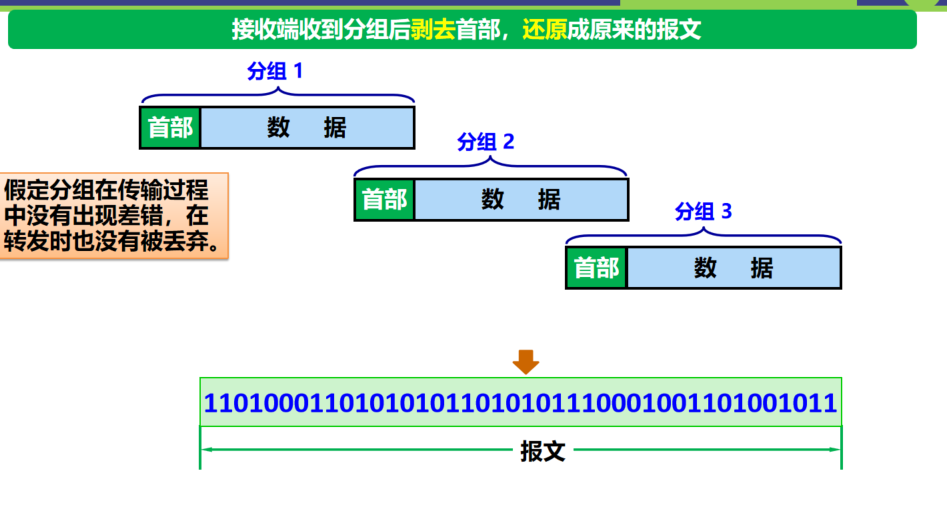 接收端收到分组后剥去首部，还原成原来的报文
分组 1
首部 数 据
分组 2
首部 数 据
假定分组在传输过程
中没有出现差错，在
转发时也没有被丢弃。
分组 3
首部 数 据
110100011010101011010101110001001101001011
报文